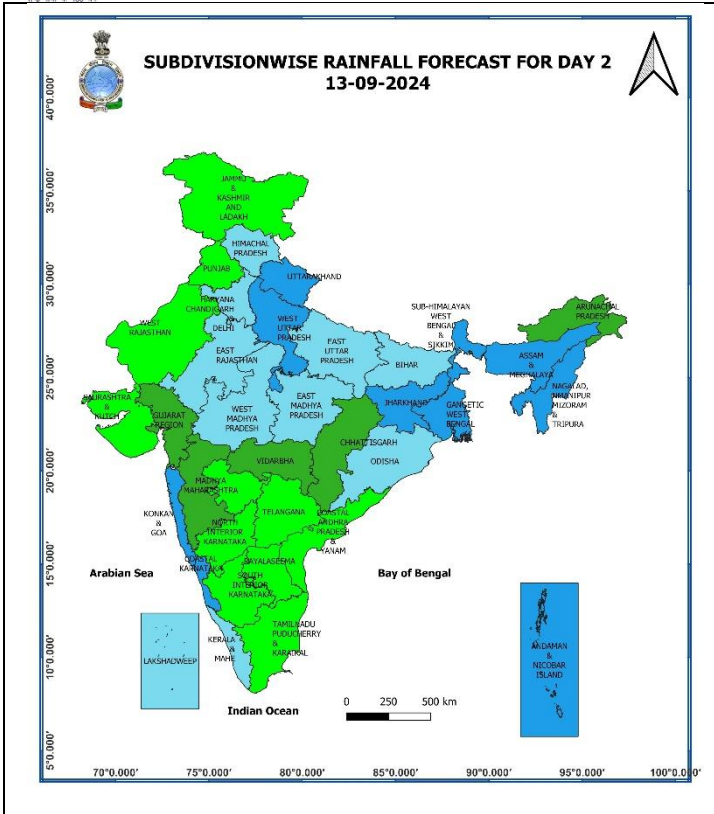 SUBDIVISIONWISE RAINFALL FORECAST FOR DAY 2
13-09-2024
40°0.000'
35°0.000'
30°0.000'
25°0.000'
20°0.000'
15°0.000'
10°0.000'
5°0.000'
JAMMU
&
KASHMIR
AND
LADAKH
HIMACHAL
PRADESH
PUNJAB
UTTARAKHAND
HARYANA
CHANDIGARH
DELHI
WEST
RAJASTHAN
WEST
UTTAR
PRADESH
EAST
RAJASTHAN
EAST
UTTAR
PRADESH
SUB-HIMALAYAN
WEST
BENGAL
&
SIKKIM
ARUNACHAL
PRADESH
BIHAR
ASSAM
&
MEGHALAYA
MANIPUR
MIZORAM
&
TRIPURA
SAURASHTRA
&
KUTCH
GUJARAT
REGION
WEST
MADHYA
PRADESH
EAST
MADHYA
PRADESH
JHARKHAND
GANGETIC
WEST
BENGAL
CHHATTISGARH
ODISHA
VIDARBHA
MADHYA
MAHARASHTRA
KONKAN
&
GOA
TELANGANA
NORTH
INTERIOR
KARNATAKA
COASTAL
ANDHRA
PRADESH
&
YANAM
COASTAL
KARNATAKA
RAYALASEEMA
SOUTH
INTERIOR
KARNATAKA
Arabian Sea
Bay of Bengal
TAMILNADU
PUDUCHERRY
&
KARAIKAL
KERALA
&
MAHE
LAKSHADWEEP
ANDAMAN
&
NICOBAR
ISLAND
Indian Ocean
0 250 500 km
70°0.000' 75°0.000' 80°0.000' 85°0.000' 90°0.000' 95°0.000' 100°0.000'